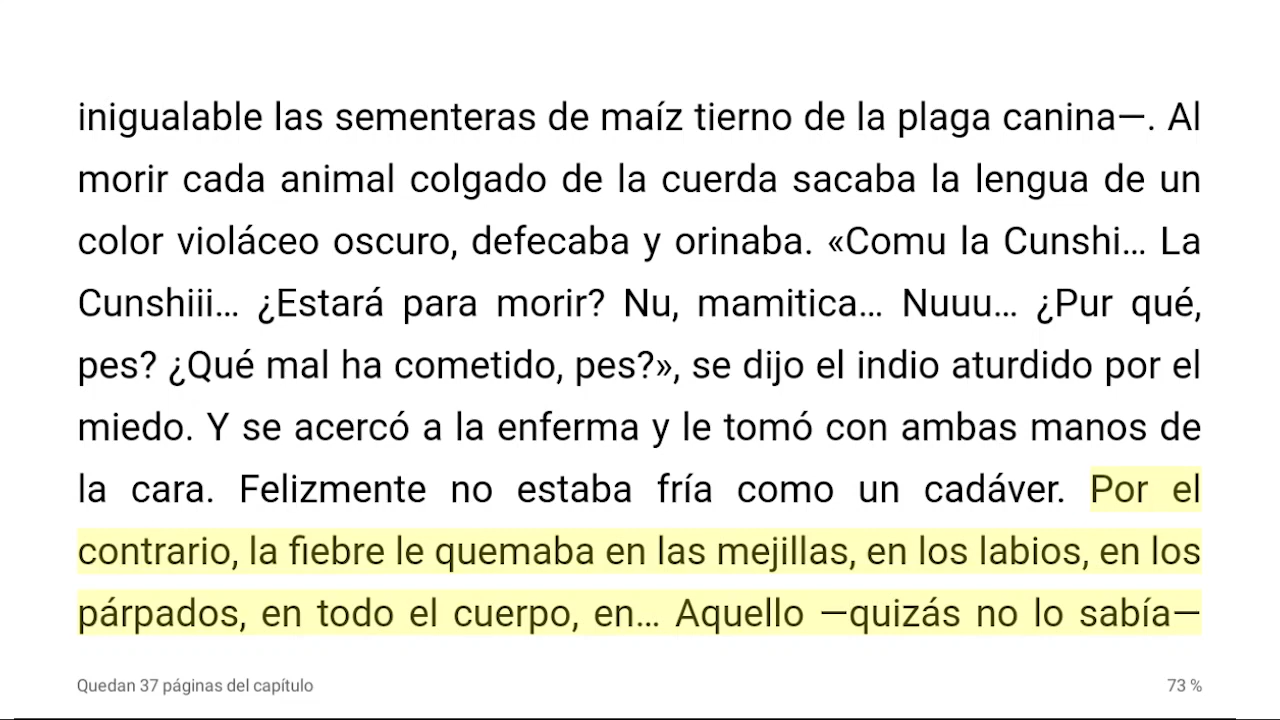 inigualable las sementeras de maíz tierno de la plaga canina—. Al
morir cada animal colgado de la cuerda sacaba la lengua de un
color violáceo oscuro, defecaba y orinaba. «Comu la Cunshi… La
Cunshiii… ¿Estará para morir? Nu, mamitica… Nuuu… ¿Pur qué,
pes? ¿Qué mal ha cometido, pes?», se dijo el indio aturdido por el
miedo. Y se acercó a la enferma y le tomó con ambas manos de
la cara. Felizmente no estaba fría como un cadáver. Por el
contrario, la fiebre le quemaba en las mejillas, en los labios, en los
párpados, en todo el cuerpo, en… Aquello —quizás no lo sabía—
Quedan 37 páginas del capítulo
73 %